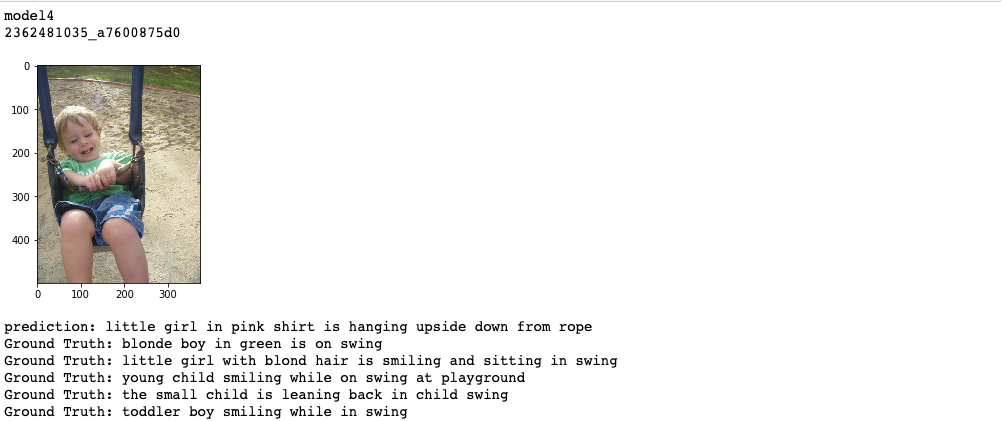 model4
2362481035_a7600875d0
0
100
200
300
400
0 100 200 300
prediction: little girl in pink shirt is hanging upside down from rope
Ground Truth: blonde boy in green is on swing
Ground Truth: little girl with blond hair is smiling and sitting in swing
Ground Truth: young child smiling while on swing at playground
Ground Truth: the small child is leaning back in child swing
Ground Truth: toddler boy smiling while in swing